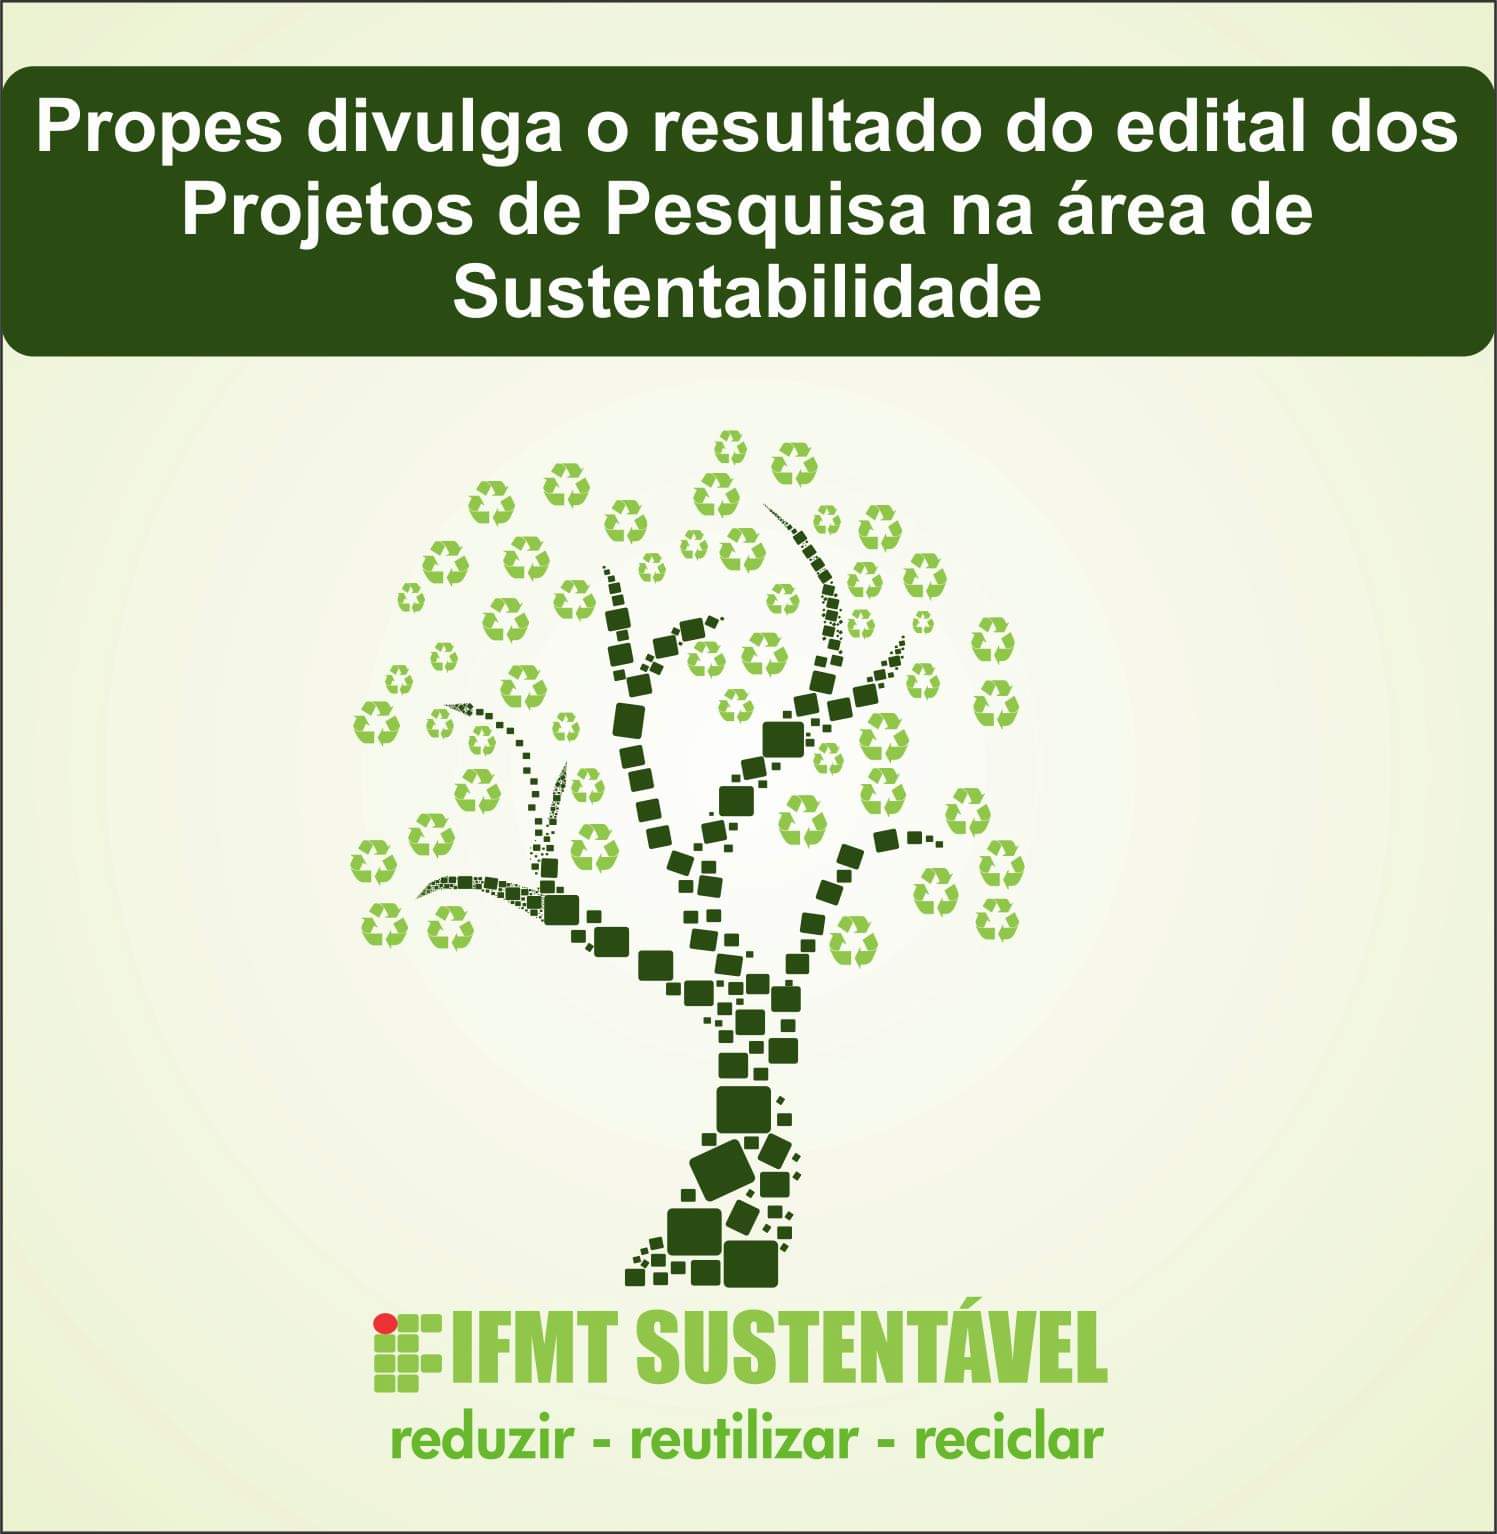 Propes divulga o resultado do edital dos
Projetos de Pesquisa na área de
Sustentabilidade
IFMT SUSTENTÁVEL
reduzir - reutilizar - reciclar